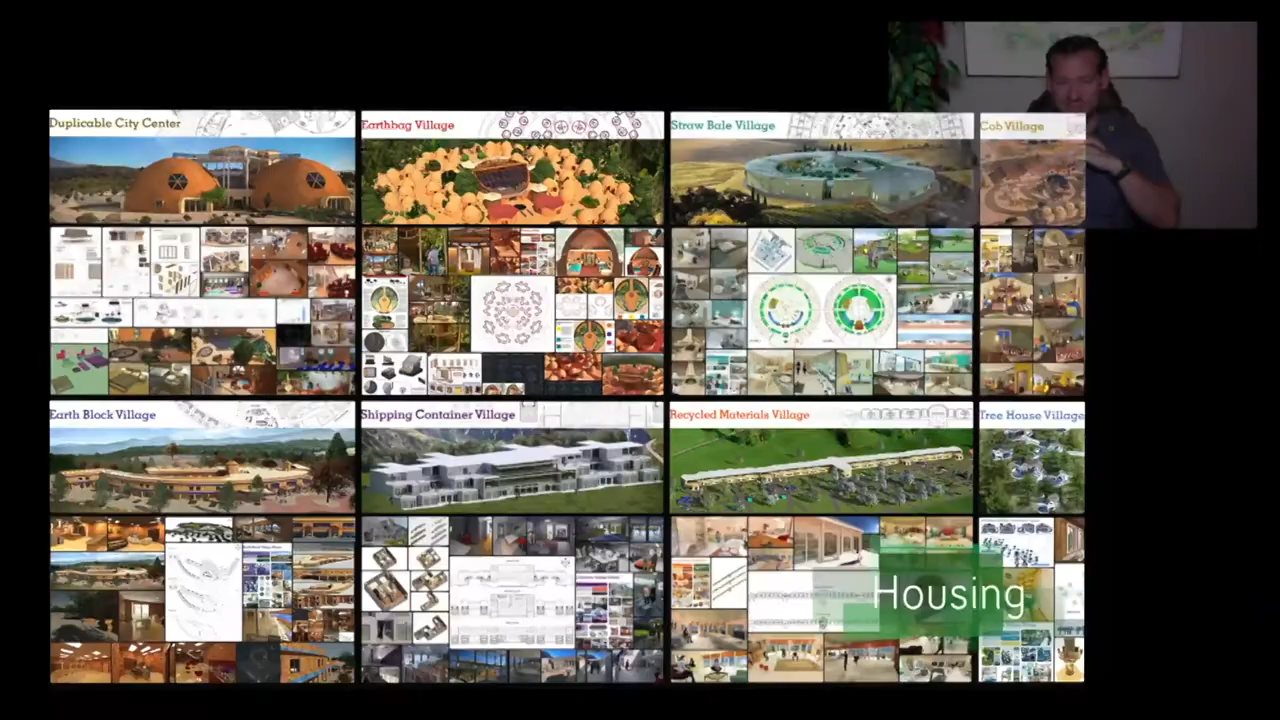 Duplicable City Center
Earthbag Village
Straw Bale Village
Cob Village
Earth Block Village
Shipping Container Village
Recycled Materials Village
Tree House Village
Housing